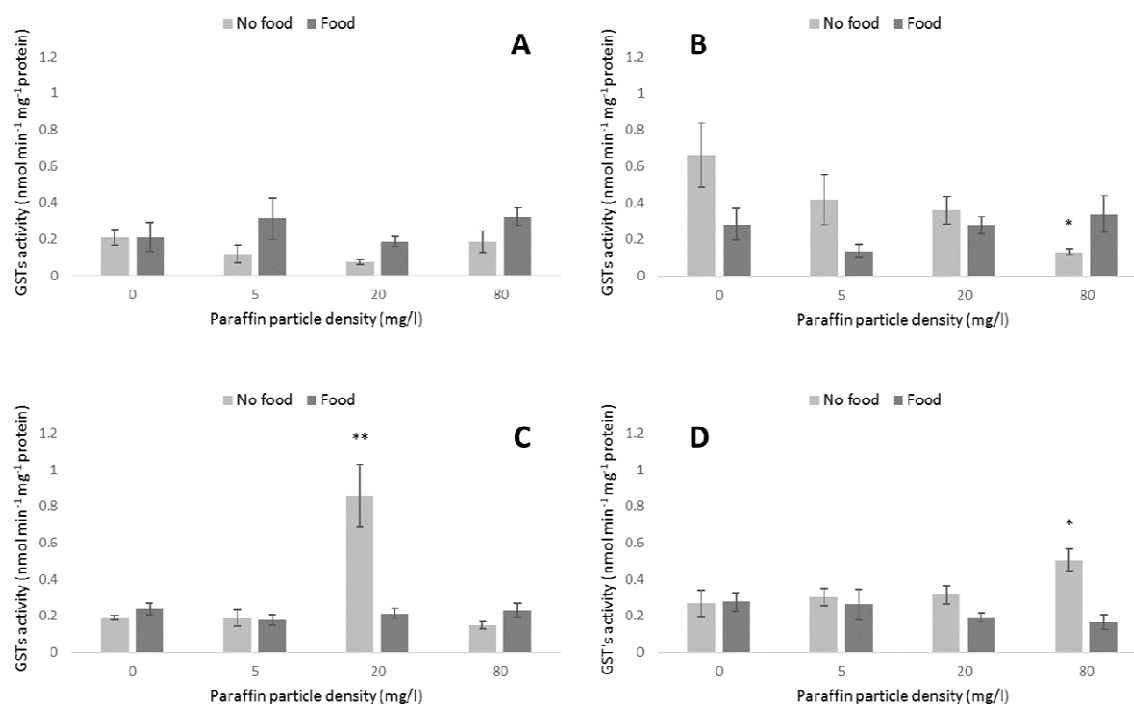 No food Food
A
GSTs activity (nmol min⁻¹ mg⁻¹ protein)
1.2
1
0.8
0.6
0.4
0.2
0
0 5 20 80
Paraffin particle density (mg/l)
No food Food
B
GSTs activity (nmol min⁻¹ mg⁻¹ protein)
1.2
1
0.8
0.6
0.4
0.2
0
*
0 5 20 80
Paraffin particle density (mg/l)
No food Food
C
GSTs activity (nmol min⁻¹ mg⁻¹ protein)
1.2
1
0.8
0.6
0.4
0.2
0
**
0 5 20 80
Paraffin particle density (mg/l)
No food Food
D
GST's activity (nmol min⁻¹ mg⁻¹ protein)
1.2
1
0.8
0.6
0.4
0.2
0
*
0 5 20 80
Paraffin particle density (mg/l)